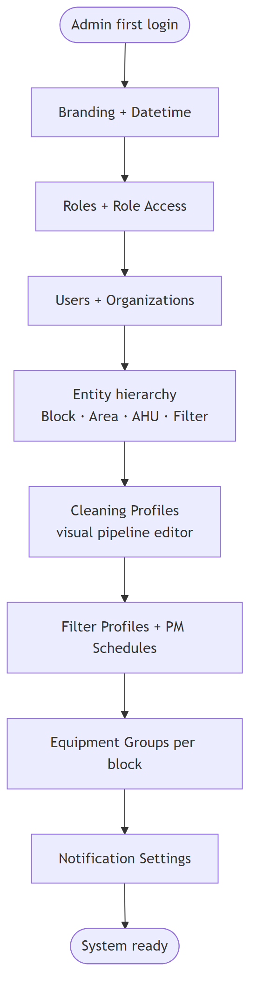 Admin first login
Branding + Datetime
Roles + Role Access
Users + Organizations
Entity hierarchy
Block · Area · AHU · Filter
Cleaning Profiles
visual pipeline editor
Filter Profiles + PM
Schedules
Equipment Groups per
block
Notification Settings
System ready